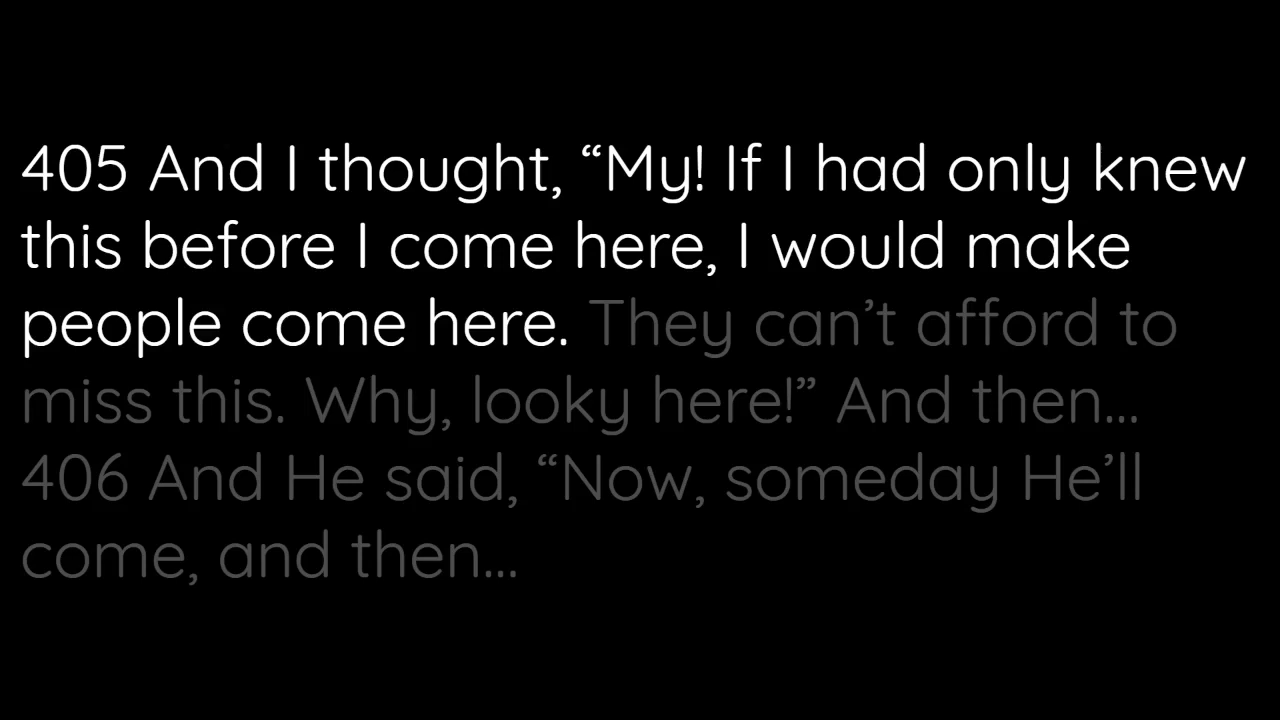 405 And I thought, “My! If I had only knew
this before I come here, I would make
people come here. They can’t afford to
miss this. Why, looky here!” And then...
406 And He said, “Now, someday He’ll
come, and then...